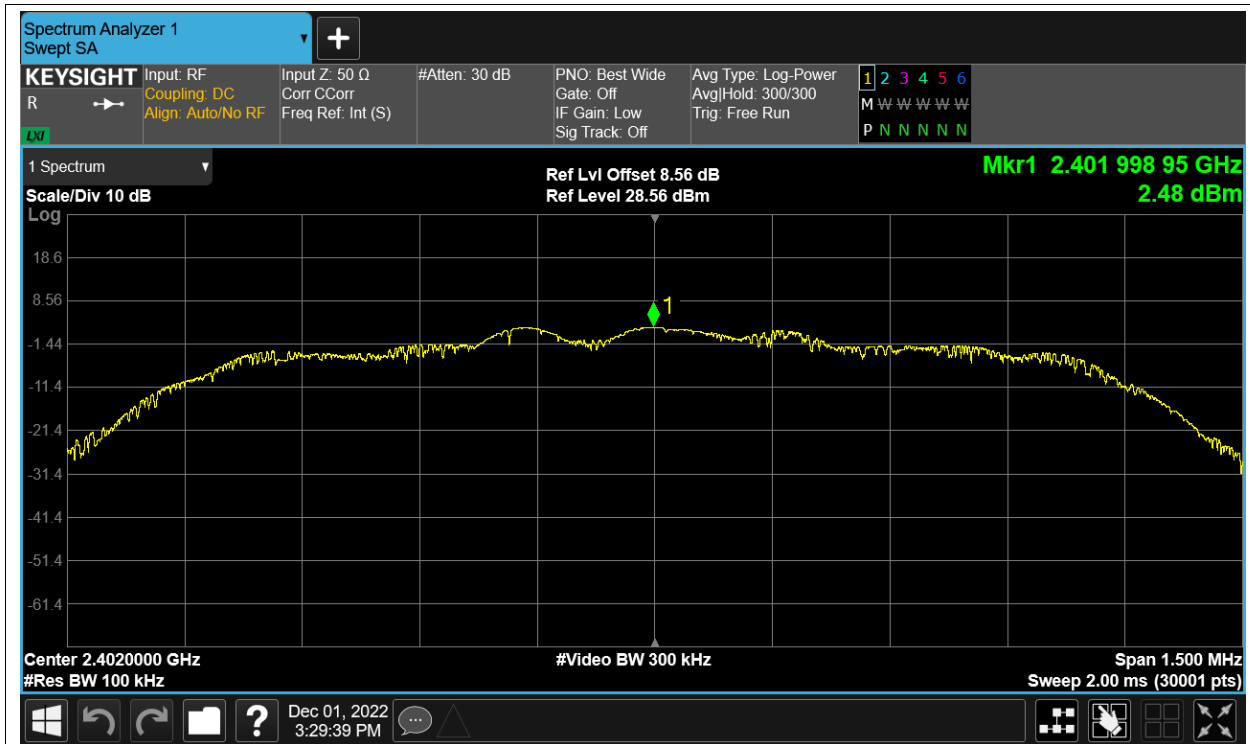 Spectrum Analyzer 1
Swept SA
KEYSIGHT
R
LXI
Input: RF
Coupling: DC
Align: Auto/No RF
Input Z: 50 Ω
Corr CCorr
Freq Ref: Int (S)
#Atten: 30 dB
PNO: Best Wide
Gate: Off
IF Gain: Low
Sig Track: Off
Avg Type: Log-Power
Avg|Hold: 300/300
Trig: Free Run
1 2 3 4 5 6
M W W W W W
P N N N N N
1 Spectrum
Scale/Div 10 dB
Ref Lvl Offset 8.56 dB
Ref Level 28.56 dBm
Mkr1 2.401 998 95 GHz
2.48 dBm
Log
18.6
8.56
1
-1.44
-11.4
-21.4
-31.4
-41.4
-51.4
-61.4
Center 2.4020000 GHz
#Video BW 300 kHz
Span 1.500 MHz
#Res BW 100 kHz
Sweep 2.00 ms (30001 pts)
?
Dec 01, 2022
3:29:39 PM